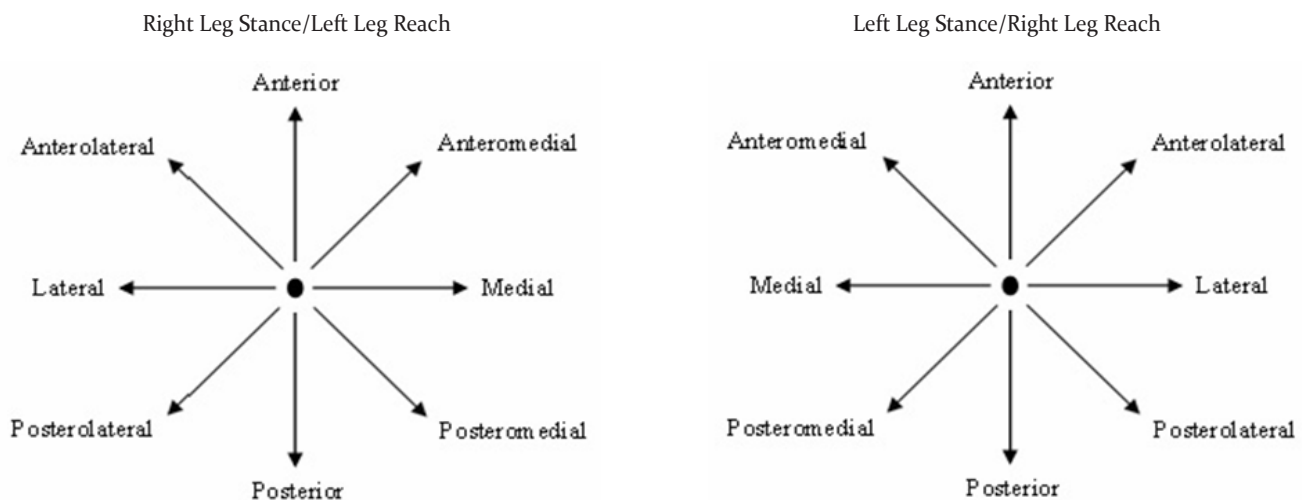 Right Leg Stance/Left Leg Reach
Anterior
Anterolateral
Anteromedial
Lateral
Medial
Posterolateral
Posteromedial
Posterior
Left Leg Stance/Right Leg Reach
Anterior
Anteromedial
Anterolateral
Medial
Lateral
Posteromedial
Posterolateral
Posterior